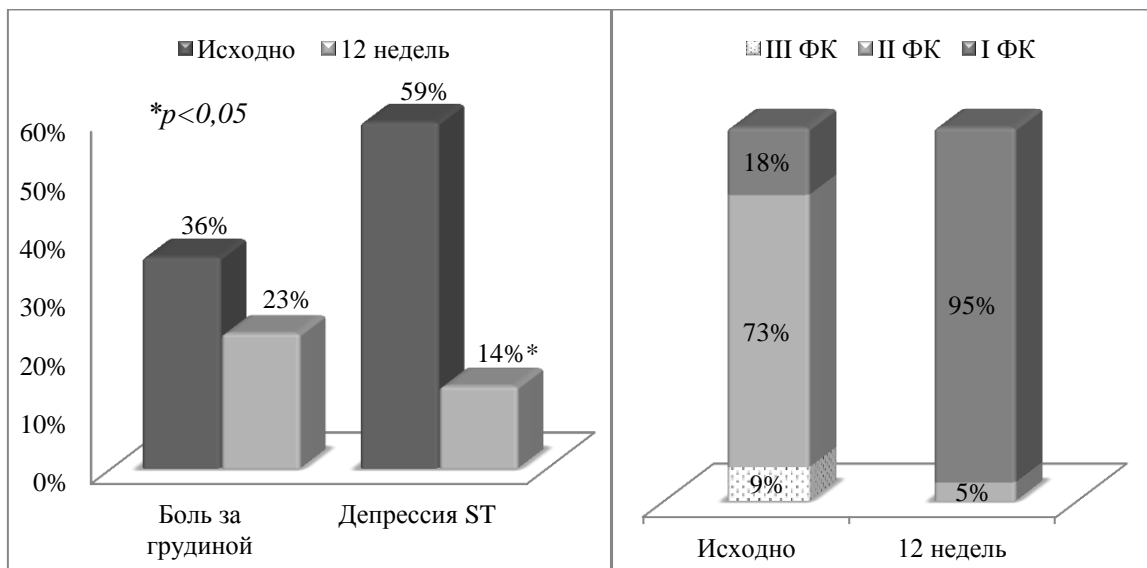 Исходно 12 недель
*p<0,05
60%
50%
40%
30%
20%
10%
0%
36%
23%
59%
14%*
Боль за
грудиной
Депрессия ST
III ФК II ФК I ФК
18%
73%
9%
95%
5%
Исходно 12 недель